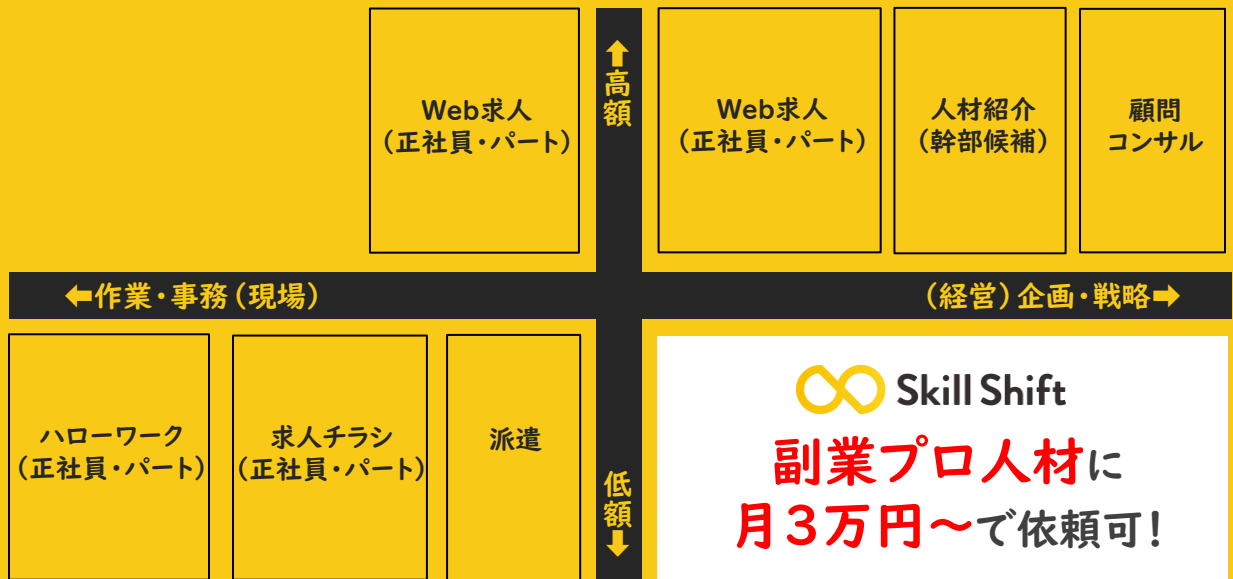 Web求人
(正社員・パート)
⬆高額
Web求人
(正社員・パート)
人材紹介
(幹部候補)
顧問
コンサル
⬅作業・事務(現場)
(経営)企画・戦略➡
ハローワーク
(正社員・パート)
求人チラシ
(正社員・パート)
派遣
低額⬇
Skill Shift
副業プロ人材に
月3万円〜で依頼可!